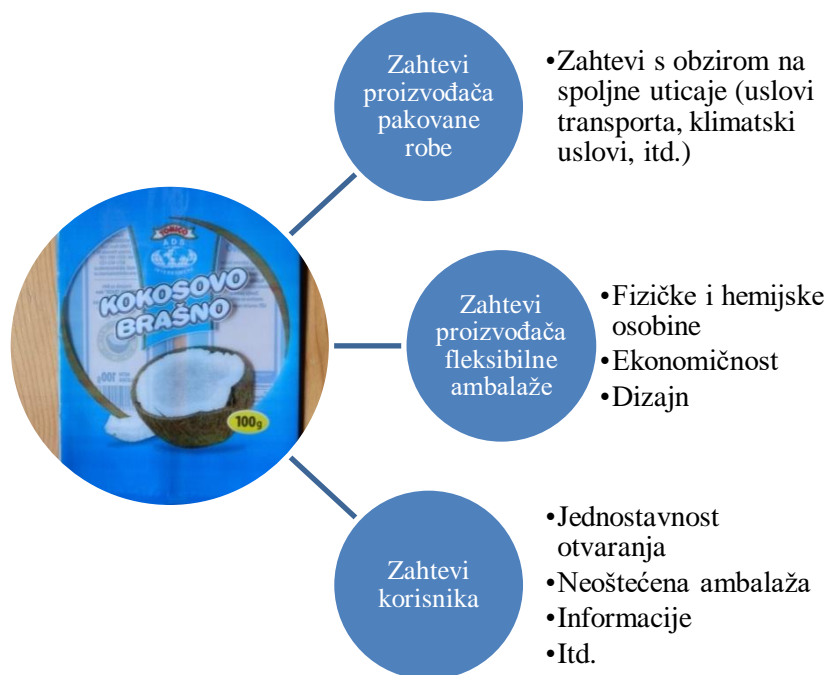 Zahtevi
proizvođača
pakovane
robe
•Zahtevi s obzirom na
spoljne uticaje (uslovi
transporta, klimatski
uslovi, itd.)
ADB
KOKOSOVO
BRAŠNO
100g
Zahtevi
proizvođača
fleksibilne
ambalaže
•Fizičke i hemijske
osobine
•Ekonomičnost
•Dizajn
Zahtevi
korisnika
•Jednostavnost
otvaranja
•Neoštećena ambalaža
•Informacije
•Itd.